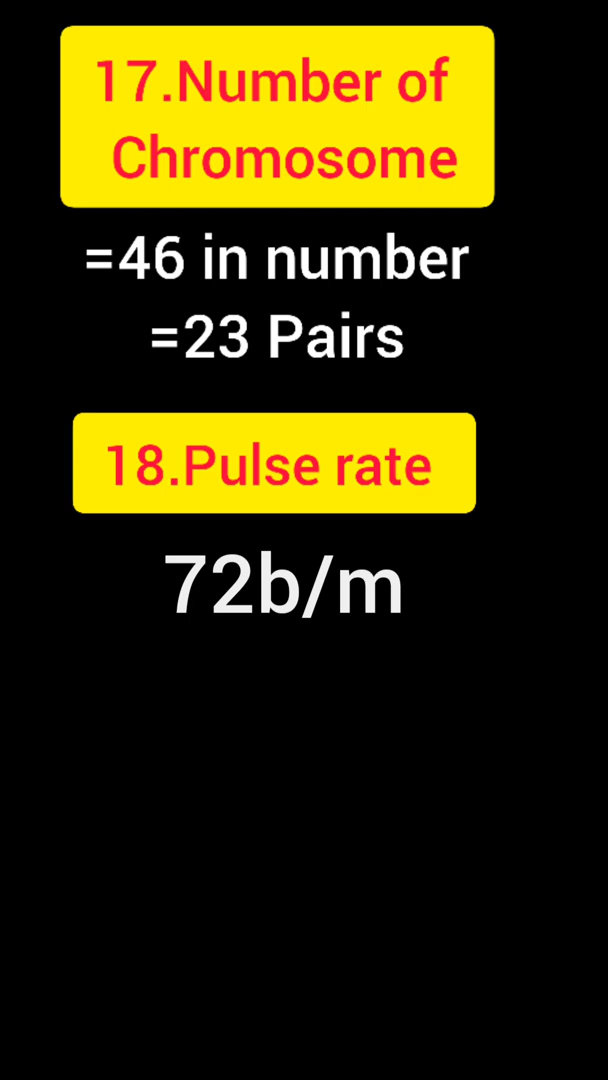 17.Number of
Chromosome
=46 in number
=23 Pairs
18.Pulse rate
72b/m